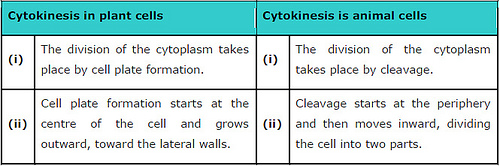 Cytokinesis in plant cells
Cytokinesis is animal cells
(i)
The division of the cytoplasm takes
place by cell plate formation.
(i)
The division of the cytoplasm
takes place by cleavage.
(ii)
Cell plate formation starts at the
centre of the cell and grows
outward, toward the lateral walls.
(ii)
Cleavage starts at the periphery
and then moves inward, dividing
the cell into two parts.